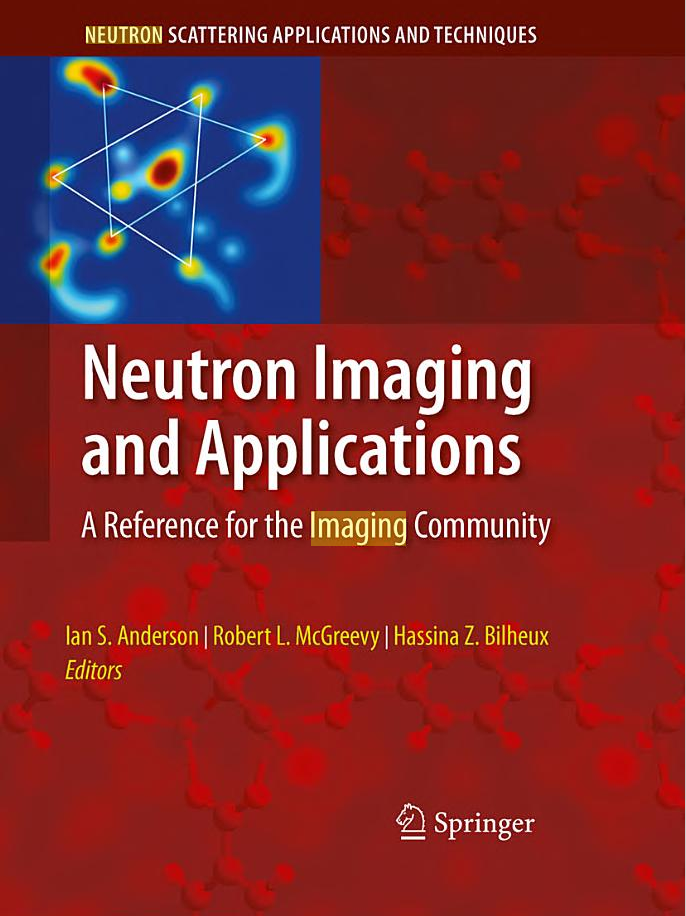 NEUTRON SCATTERING APPLICATIONS AND TECHNIQUES
Neutron Imaging
and Applications
A Reference for the Imaging Community
Ian S. Anderson | Robert L. McGreevy | Hassina Z. Bilheux
Editors
Springer